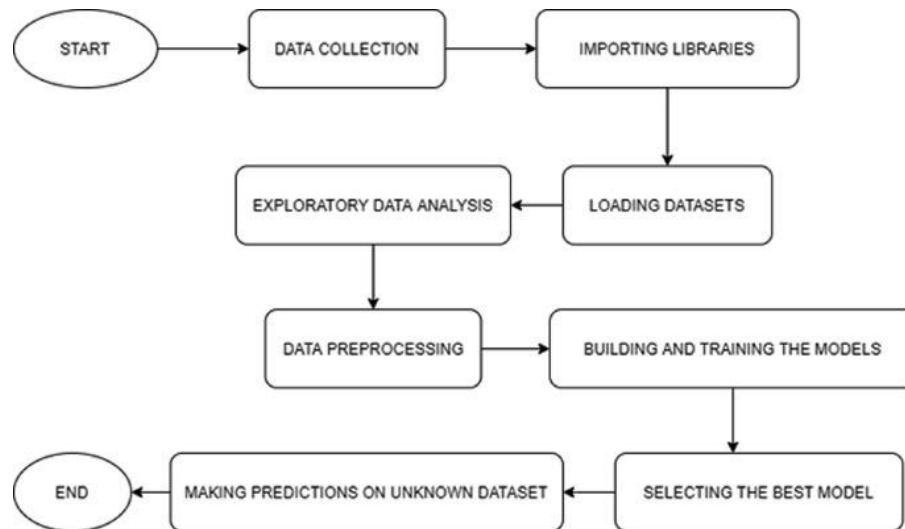 START
DATA COLLECTION
IMPORTING LIBRARIES
LOADING DATASETS
EXPLORATORY DATA ANALYSIS
DATA PREPROCESSING
BUILDING AND TRAINING THE MODELS
SELECTING THE BEST MODEL
MAKING PREDICTIONS ON UNKNOWN DATASET
END